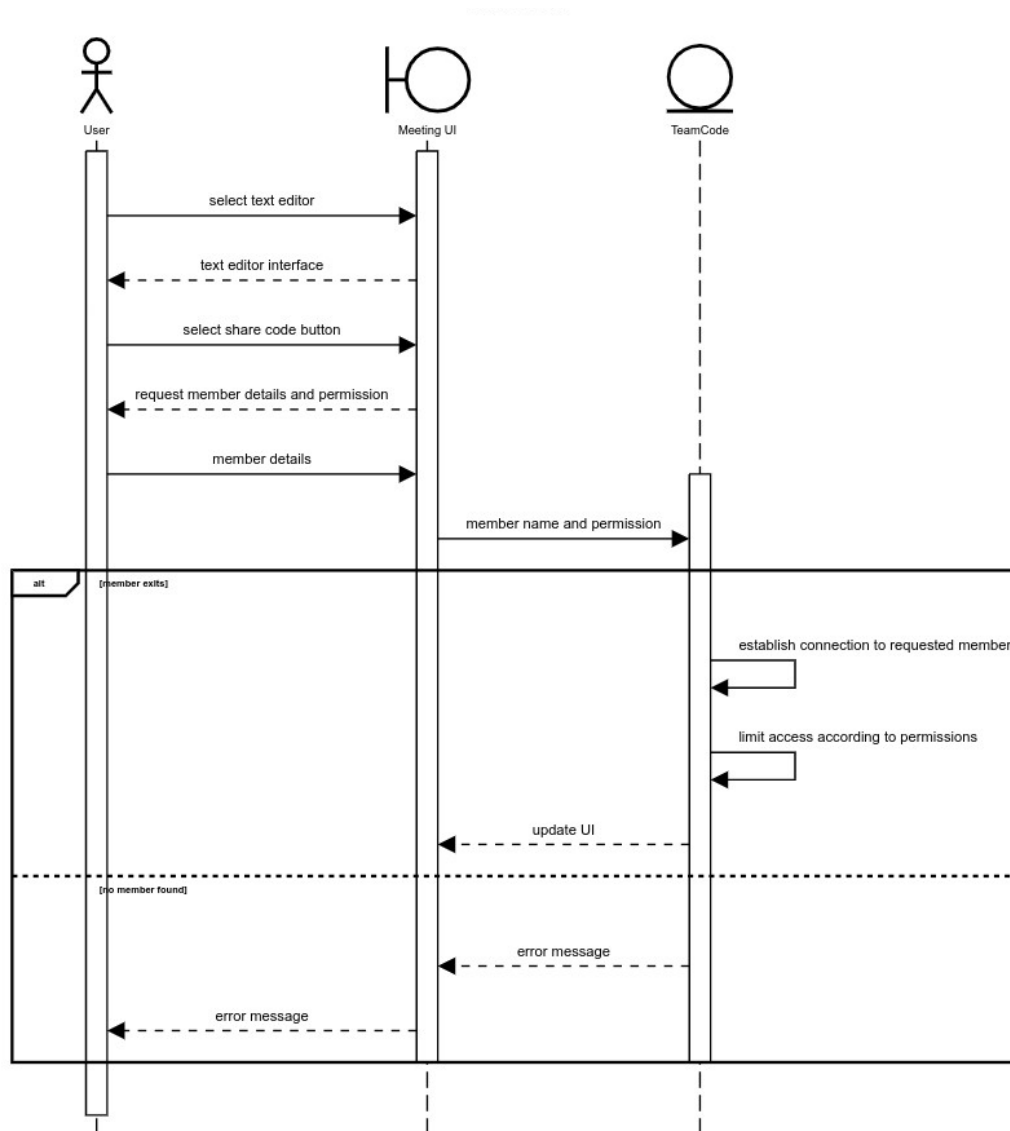 User
Meeting UI
TeamCode
select text editor
text editor interface
select share code button
request member details and permission
member details
member name and permission
alt
[member exits]
establish connection to requested member
limit access according to permissions
update UI
[no member found]
error message
error message